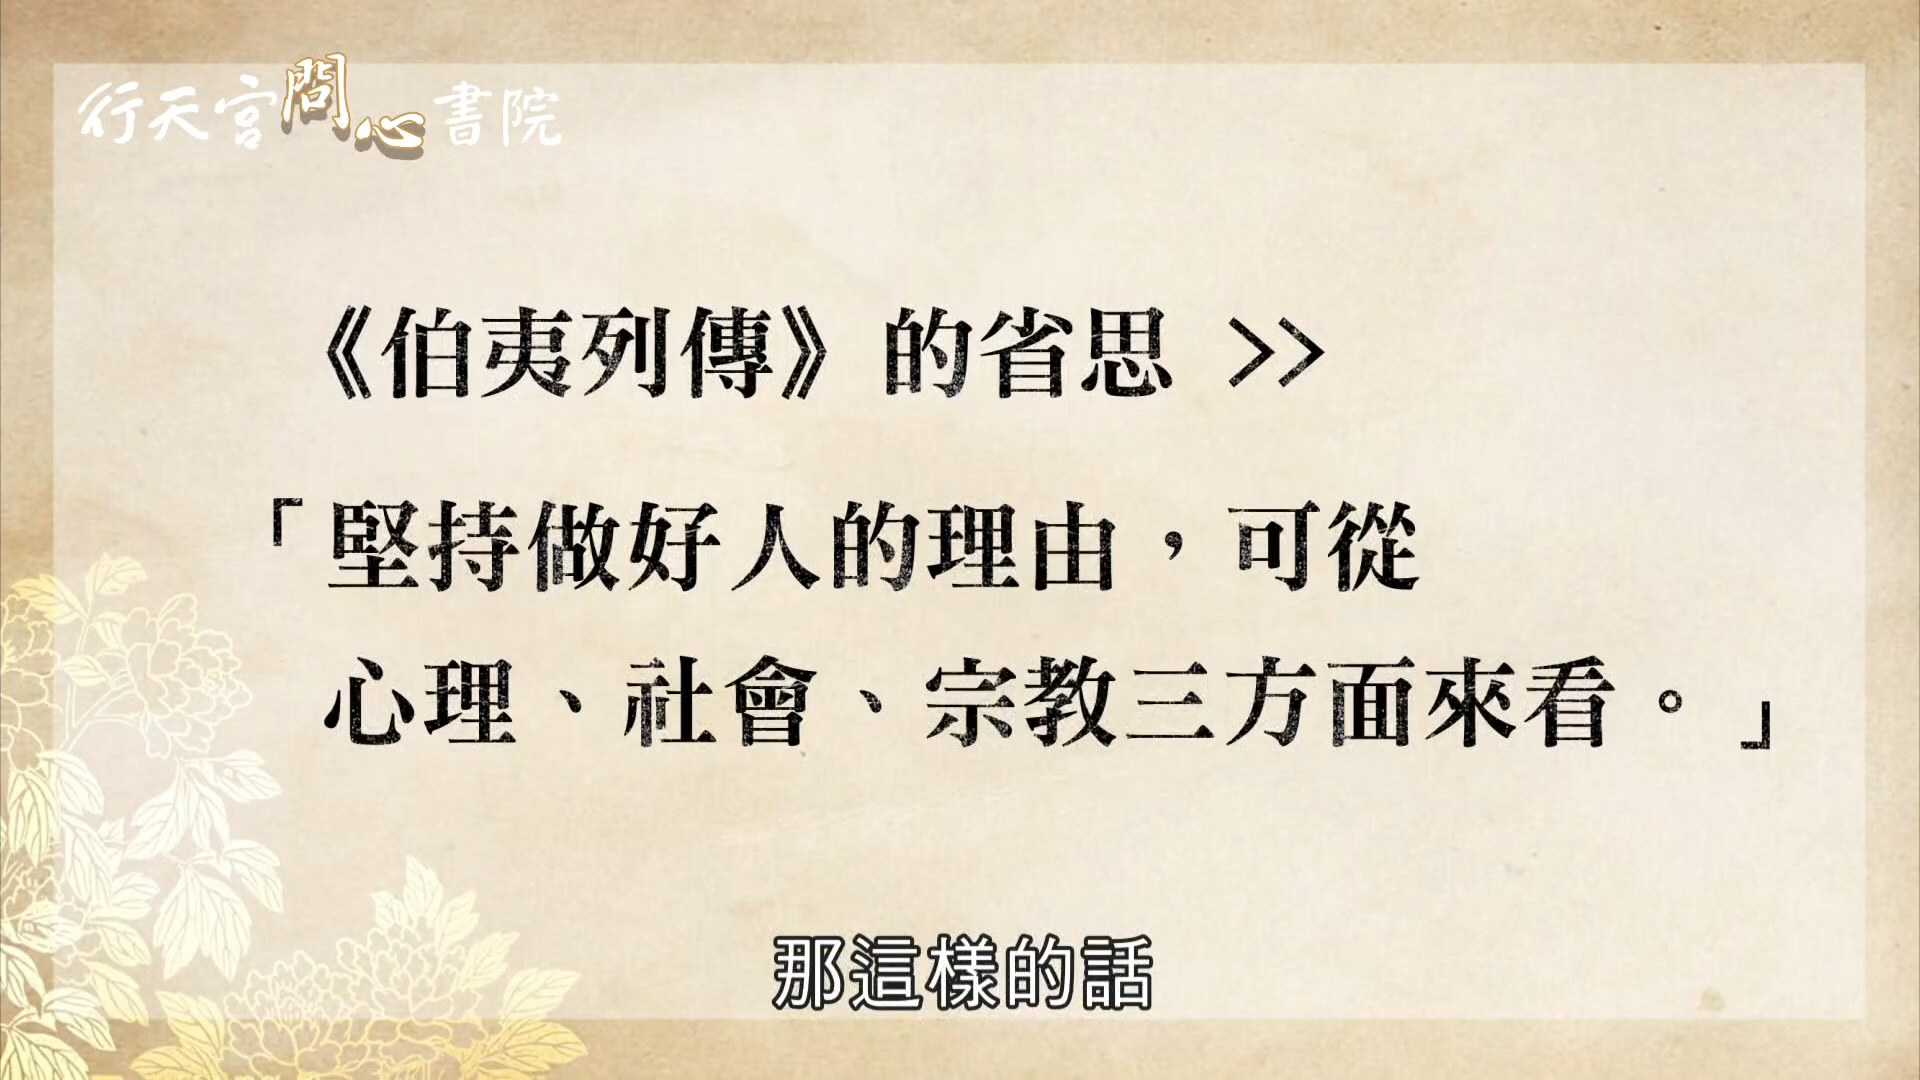 行天宮問心書院
《伯夷列傳》的省思 >>
「堅持做好人的理由，可從
心理、社會、宗教三方面來看。」
那這樣的話